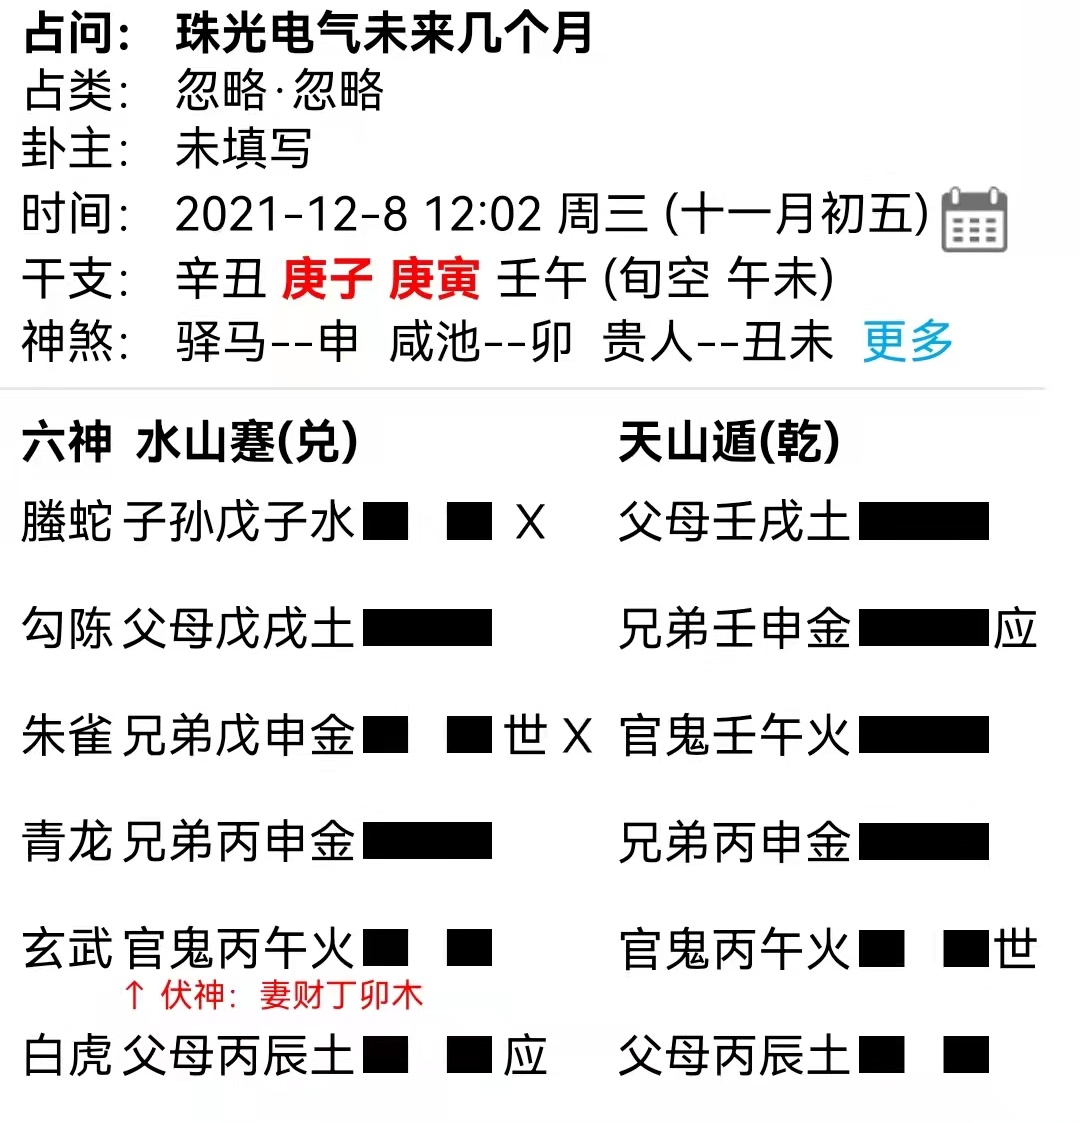 占问： 珠光电气未来几个月
占类： 忽略·忽略
卦主： 未填写
时间： 2021-12-8 12:02 周三 (十一月初五)
干支： 辛丑 庚子 庚寅 壬午 (旬空 午未)
神煞： 驿马--申 咸池--卯 贵人--丑未 更多
六神 水山蹇(兑) 天山遁(乾)
螣蛇 子孙戊子水 X 父母壬戌土
勾陈 父母戊戌土 兄弟壬申金 应
朱雀 兄弟戊申金 世 X 官鬼壬午火
青龙 兄弟丙申金 兄弟丙申金
玄武 官鬼丙午火 官鬼丙午火 世
↑ 伏神：妻财丁卯木
白虎 父母丙辰土 应 父母丙辰土